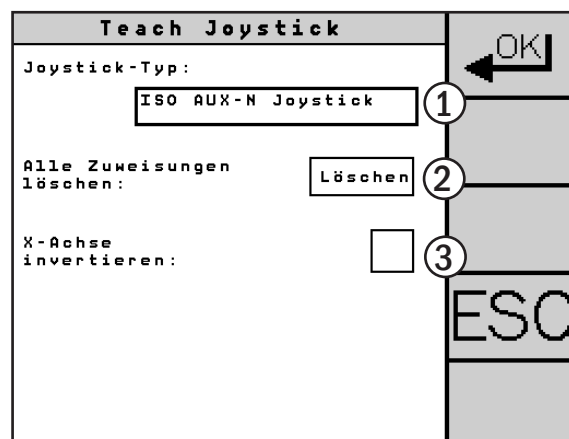 Teach Joystick
OK
Joystick-Typ:
ISO AUX-N Joystick
1
Alle Zuweisungen
löschen:
Löschen
2
X-Achse
invertieren:
3
ESC